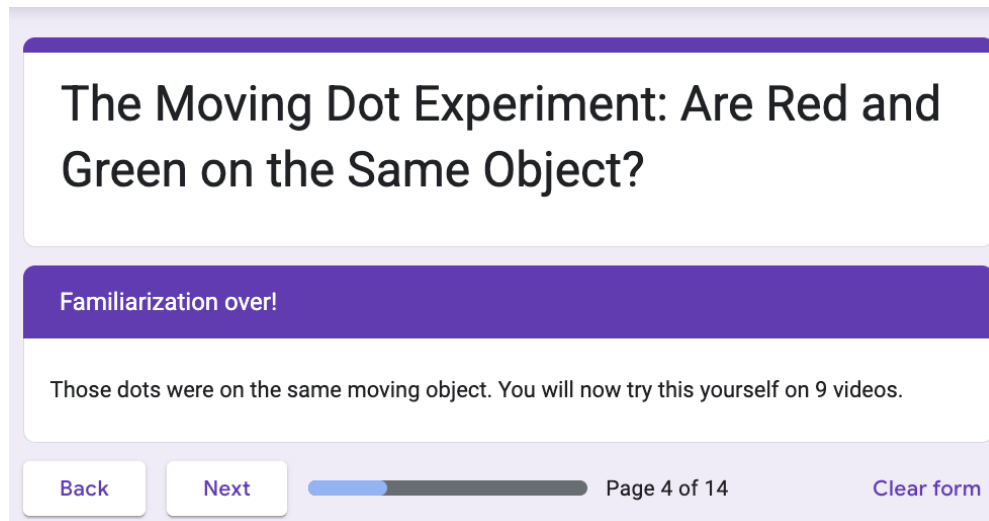 The Moving Dot Experiment: Are Red and
Green on the Same Object?
Familiarization over!
Those dots were on the same moving object. You will now try this yourself on 9 videos.
Back Next Page 4 of 14 Clear form